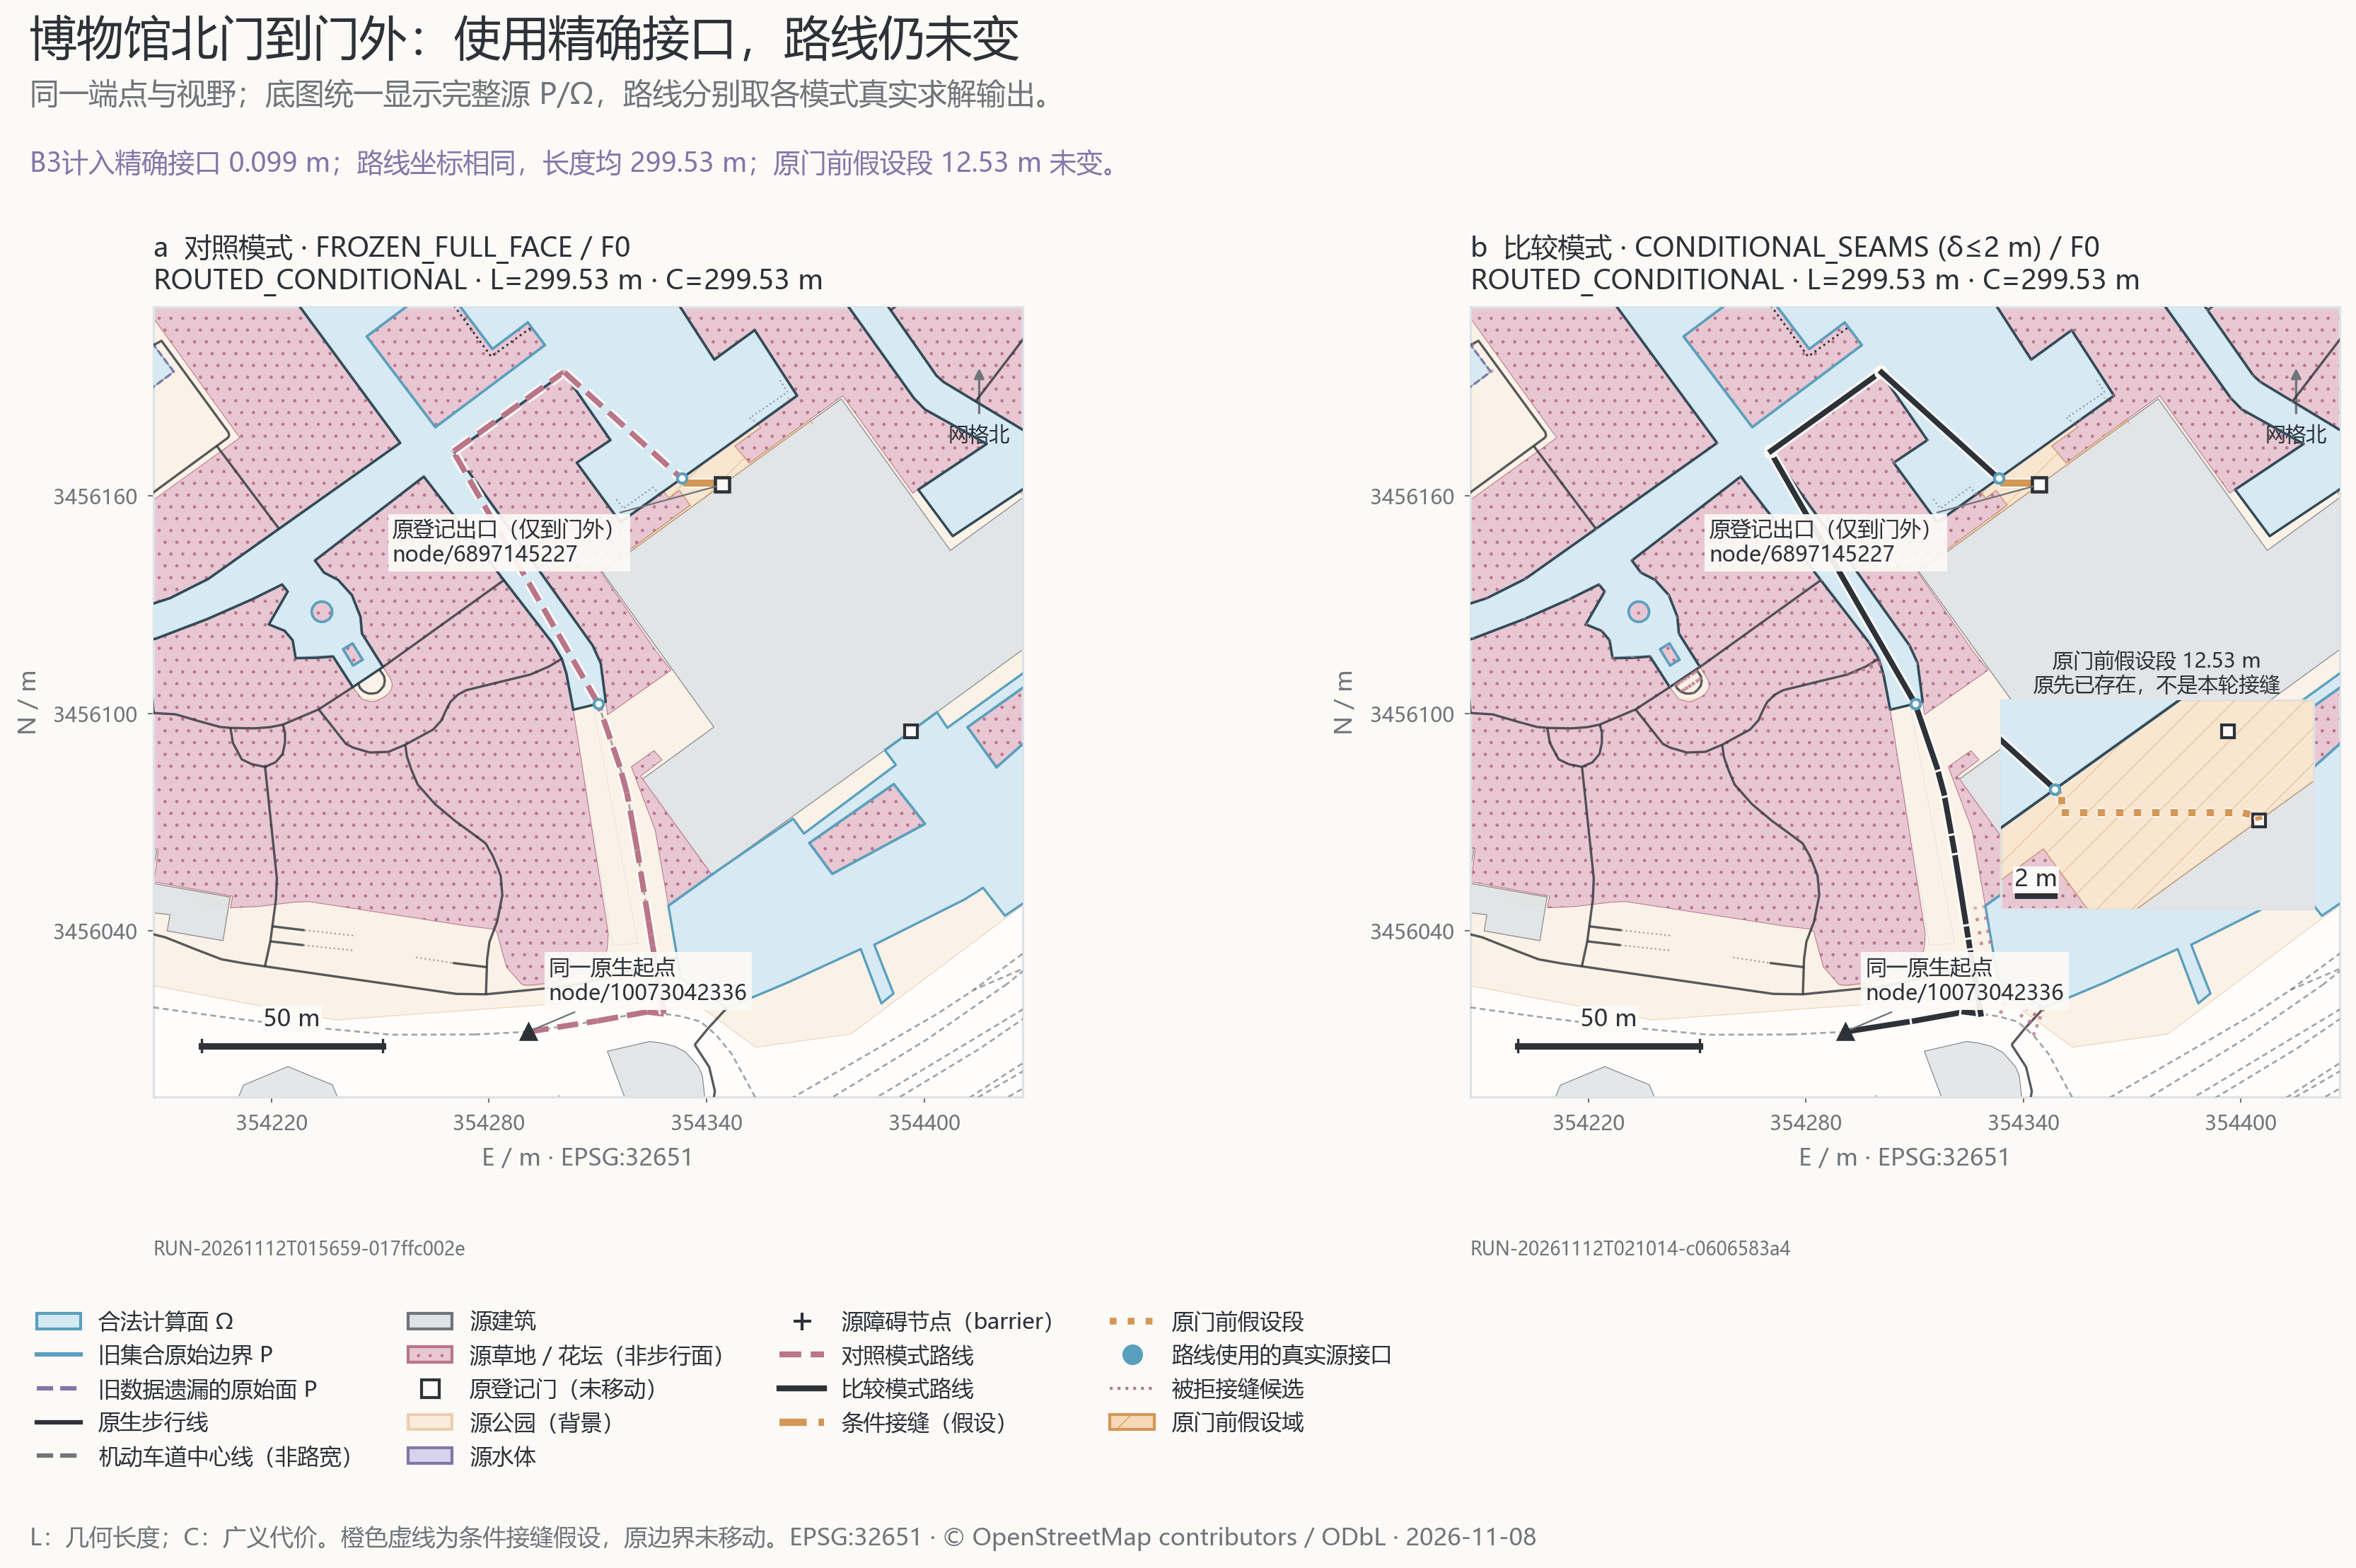 博物馆北门到门外：使用精确接口，路线仍未变
同一端点与视野；底图统一显示完整源 P/Ω，路线分别取各模式真实求解输出。
B3计入精确接口 0.099 m；路线坐标相同，长度均 299.53 m；原门前假设段 12.53 m 未变。
a 对照模式 · FROZEN_FULL_FACE / F0
ROUTED_CONDITIONAL · L=299.53 m · C=299.53 m
网格北
原登记出口（仅到门外）
node/6897145227
同一原生起点
node/10073042336
50 m
3456160
3456100
3456040
N / m
354220
354280
354340
354400
E / m · EPSG:32651
RUN-20261112T015659-017ffc002e
b 比较模式 · CONDITIONAL_SEAMS (δ≤2 m) / F0
ROUTED_CONDITIONAL · L=299.53 m · C=299.53 m
网格北
原登记出口（仅到门外）
node/6897145227
原门前假设段 12.53 m
原先已存在，不是本轮接缝
2 m
同一原生起点
node/10073042336
50 m
3456160
3456100
3456040
N / m
354220
354280
354340
354400
E / m · EPSG:32651
RUN-20261112T021014-c0606583a4
合法计算面 Ω
旧集合原始边界 P
旧数据遗漏的原始面 P
原生步行线
机动车道中心线（非路宽）
源建筑
源草地 / 花坛（非步行面）
原登记门（未移动）
源公园（背景）
源水体
源障碍节点（barrier）
对照模式路线
比较模式路线
条件接缝（假设）
原门前假设段
路线使用的真实源接口
被拒接缝候选
原门前假设域
L：几何长度；C：广义代价。橙色虚线为条件接缝假设，原边界未移动。EPSG:32651 · © OpenStreetMap contributors / ODbL · 2026-11-08